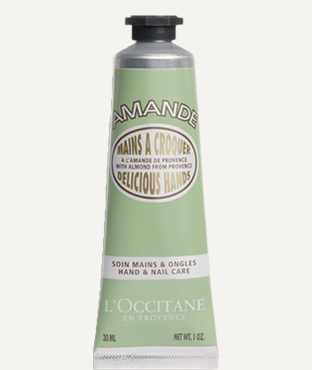 AMANDE
MAINS À CROQUER
A L'AMANDE DE PROVENCE
WITH ALMOND FROM PROVENCE
DELICIOUS HANDS
SOIN MAINS & ONGLES
HAND & NAIL CARE
L'OCCITANE
EN PROVENCE
30 ML NET WT. 1 OZ.